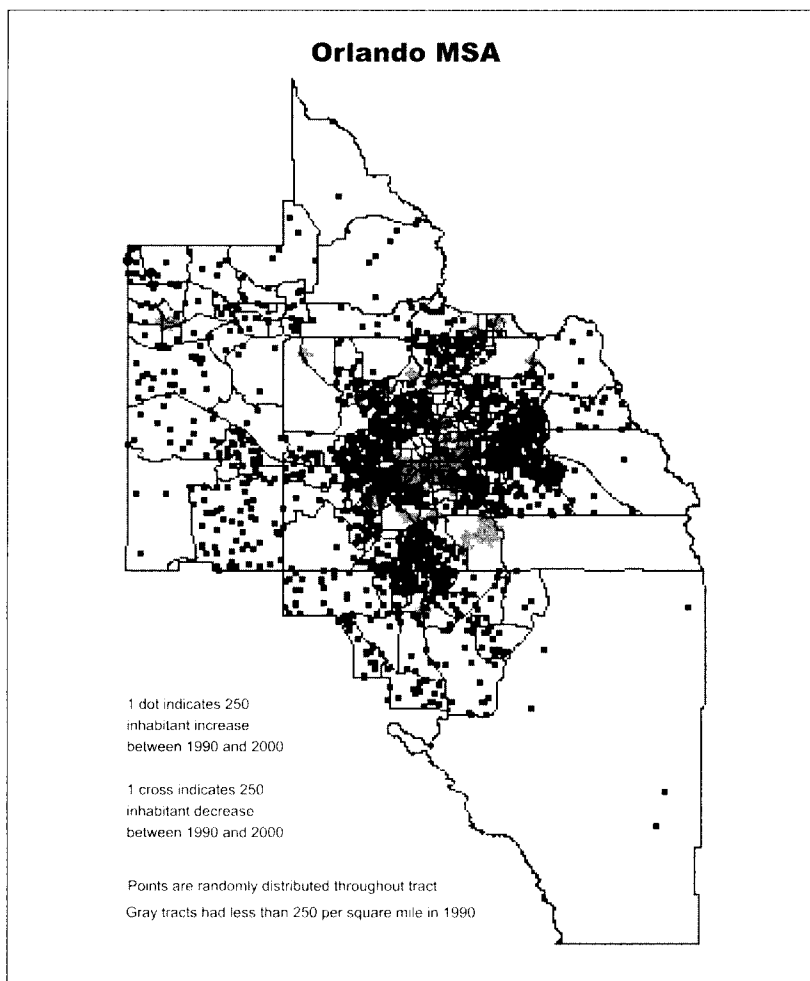 Orlando MSA
1 dot indicates 250
inhabitant increase
between 1990 and 2000
1 cross indicates 250
inhabitant decrease
between 1990 and 2000
Points are randomly distributed throughout tract
Gray tracts had less than 250 per square mile in 1990